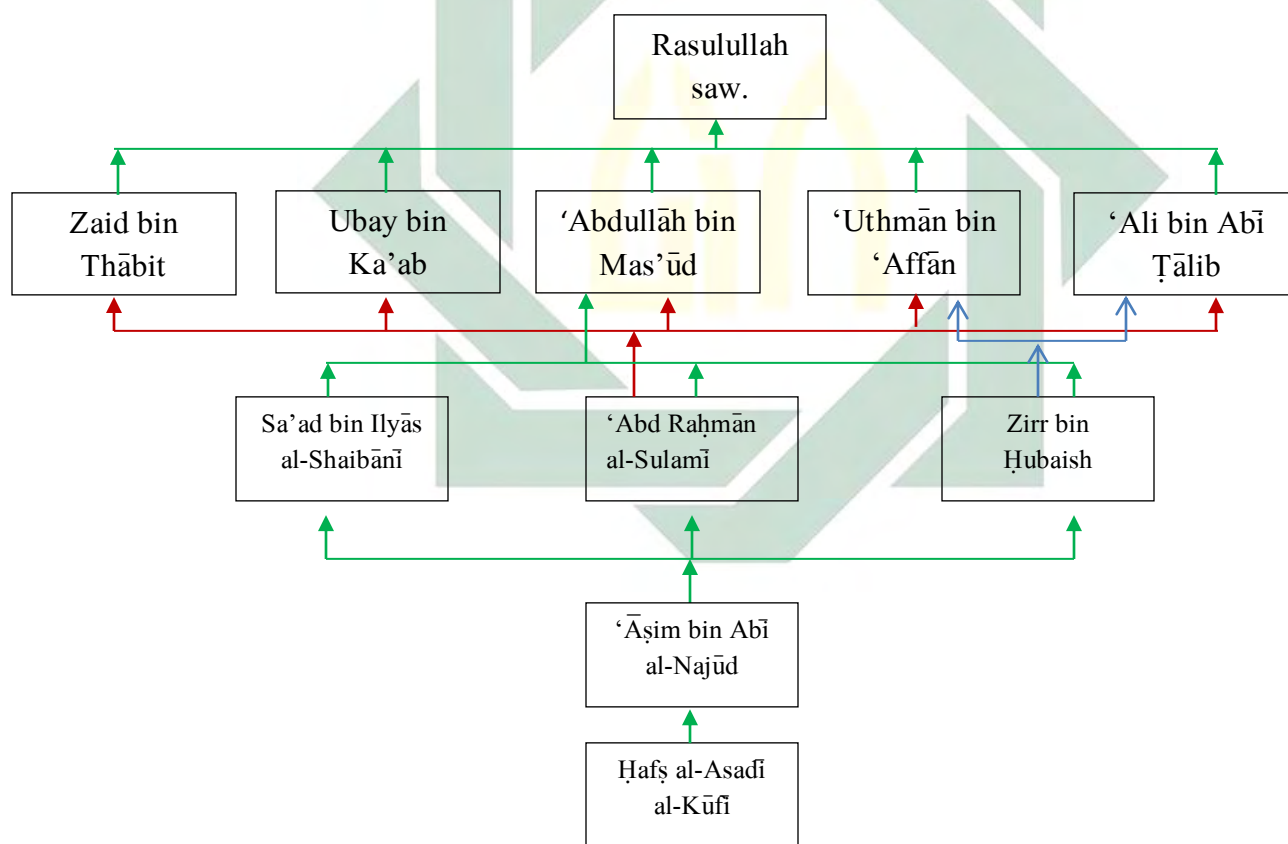 Rasulullah
saw.
Zaid bin
Thābit
Ubay bin
Ka’ab
‘Abdullāh bin
Mas’ūd
‘Uthmān bin
‘Affān
‘Ali bin Abī
Ṭālib
Sa’ad bin Ilyās
al-Shaibānī
‘Abd Raḥmān
al-Sulamī
Zirr bin
Ḥubaish
‘Āṣim bin Abī
al-Najūd
Ḥafṣ al-Asadī
al-Kūfī